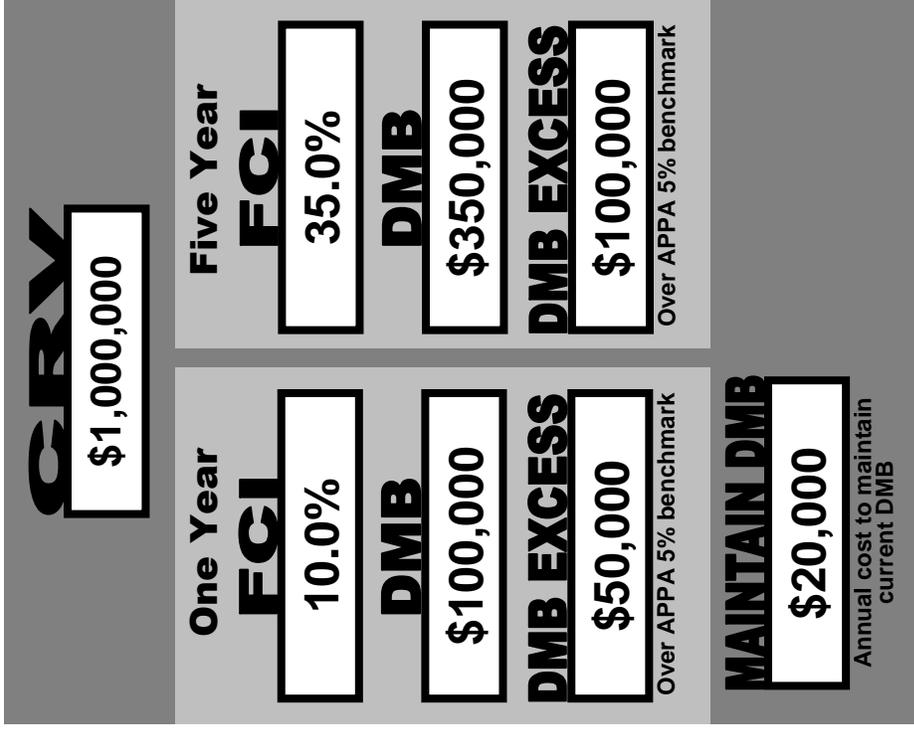 CRV
$1,000,000
One Year
FCI
10.0%
DMB
$100,000
DMB EXCESS
$50,000
Over APPA 5% benchmark
Five Year
FCI
35.0%
DMB
$350,000
DMB EXCESS
$100,000
Over APPA 5% benchmark
MAINTAIN DMB
$20,000
Annual cost to maintain
current DMB